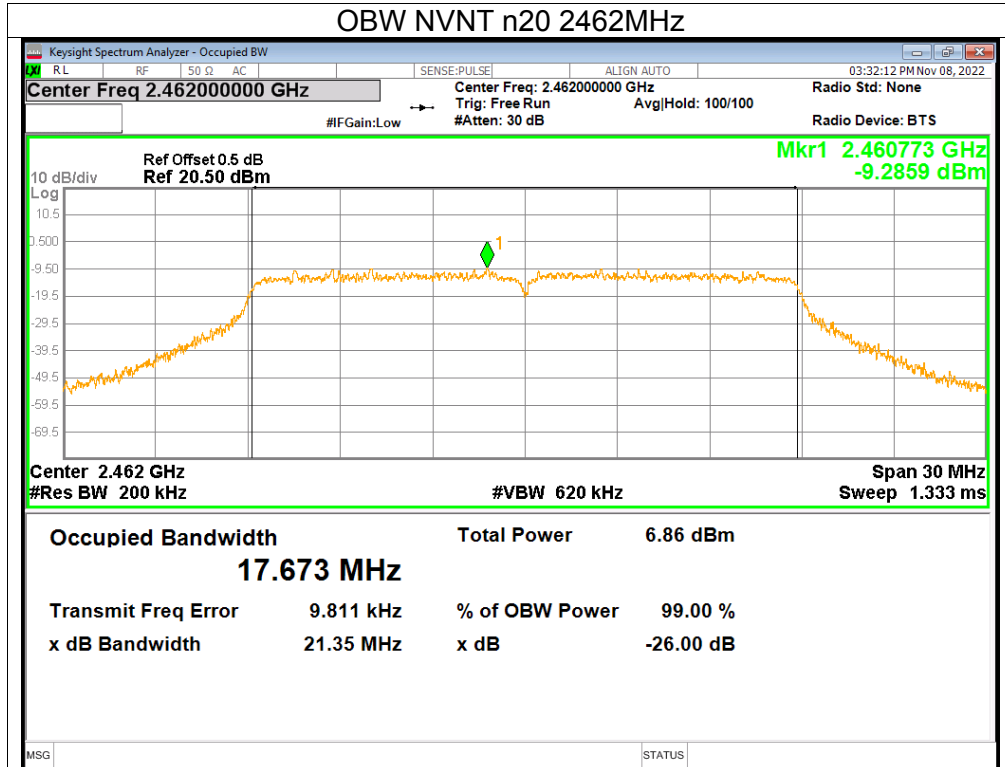 OBW NVNT n20 2462MHz
Keysight Spectrum Analyzer - Occupied BW
LXI RL RF 50 Ω AC SENSE:PULSE ALIGN AUTO 03:32:12 PM Nov 08, 2022
Center Freq 2.462000000 GHz Center Freq: 2.462000000 GHz Radio Std: None
Trig: Free Run Avg|Hold: 100/100
#IFGain:Low #Atten: 30 dB Radio Device: BTS
Mkr1 2.460773 GHz
-9.2859 dBm
Ref Offset 0.5 dB
10 dB/div Ref 20.50 dBm
Log
10.5
0.500
-9.50
-19.5
-29.5
-39.5
-49.5
-59.5
-69.5
1
Center 2.462 GHz Span 30 MHz
#Res BW 200 kHz #VBW 620 kHz Sweep 1.333 ms
Occupied Bandwidth Total Power 6.86 dBm
17.673 MHz
Transmit Freq Error 9.811 kHz % of OBW Power 99.00 %
x dB Bandwidth 21.35 MHz x dB -26.00 dB
MSG STATUS